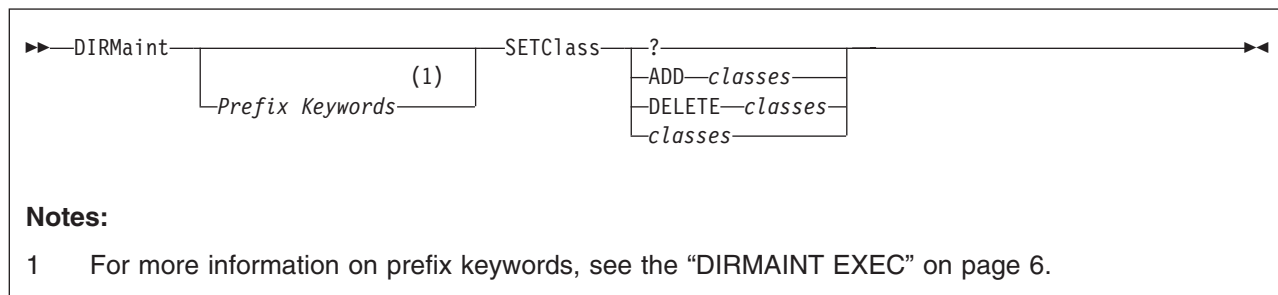 DIRMaint SETClass ?
(1) ADD classes
Prefix Keywords DELETE classes
classes
Notes:
1 For more information on prefix keywords, see the “DIRMAINT EXEC” on page 6.